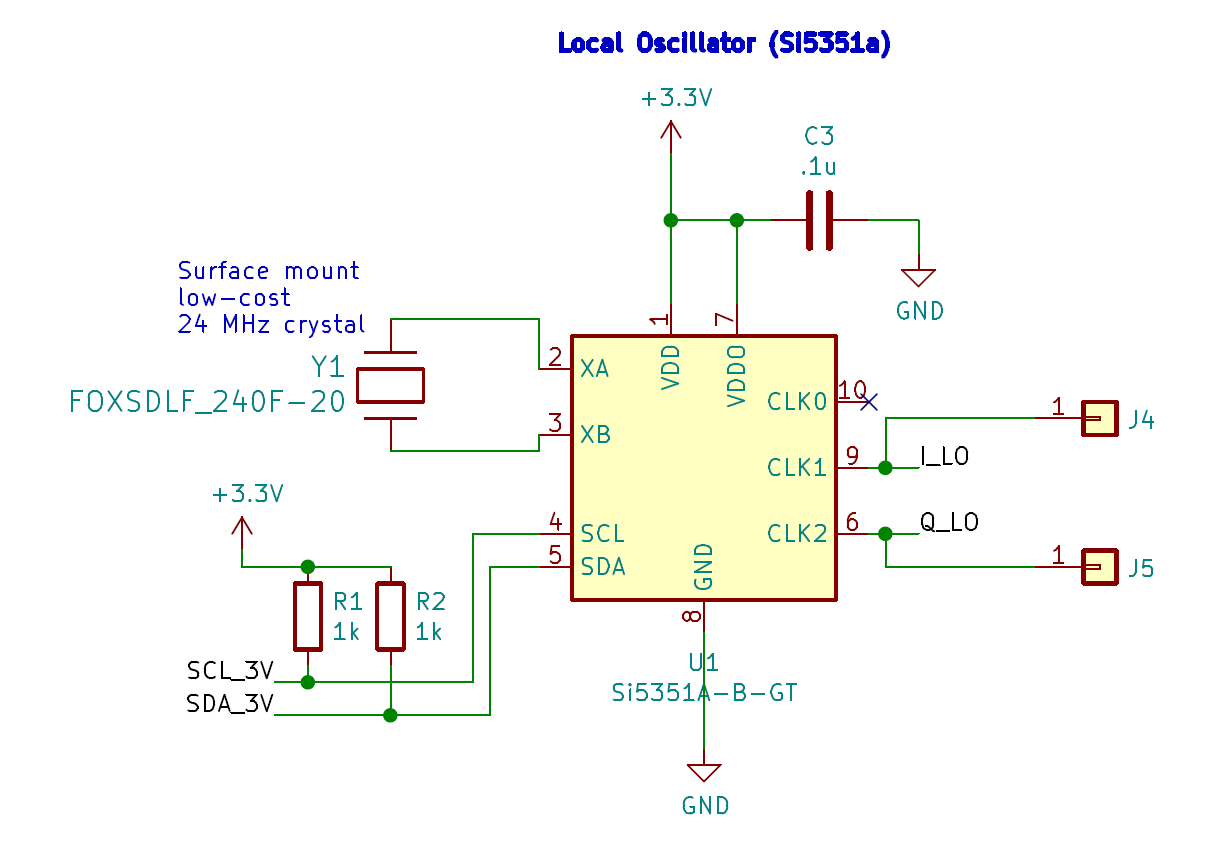 Local Oscillator (Si5351a)
+3.3V
C3
.1u
GND
Surface mount
low-cost
24 MHz crystal
Y1
FOXSDLF_240F-20
1
7
2
XA
VDD
VDDO
3
XB
10
CLK0
9
CLK1
I_LO
1
J4
+3.3V
4
SCL
5
SDA
GND
6
CLK2
Q_LO
1
J5
R1
1k
R2
1k
8
SCL_3V
SDA_3V
U1
Si5351A-B-GT
GND